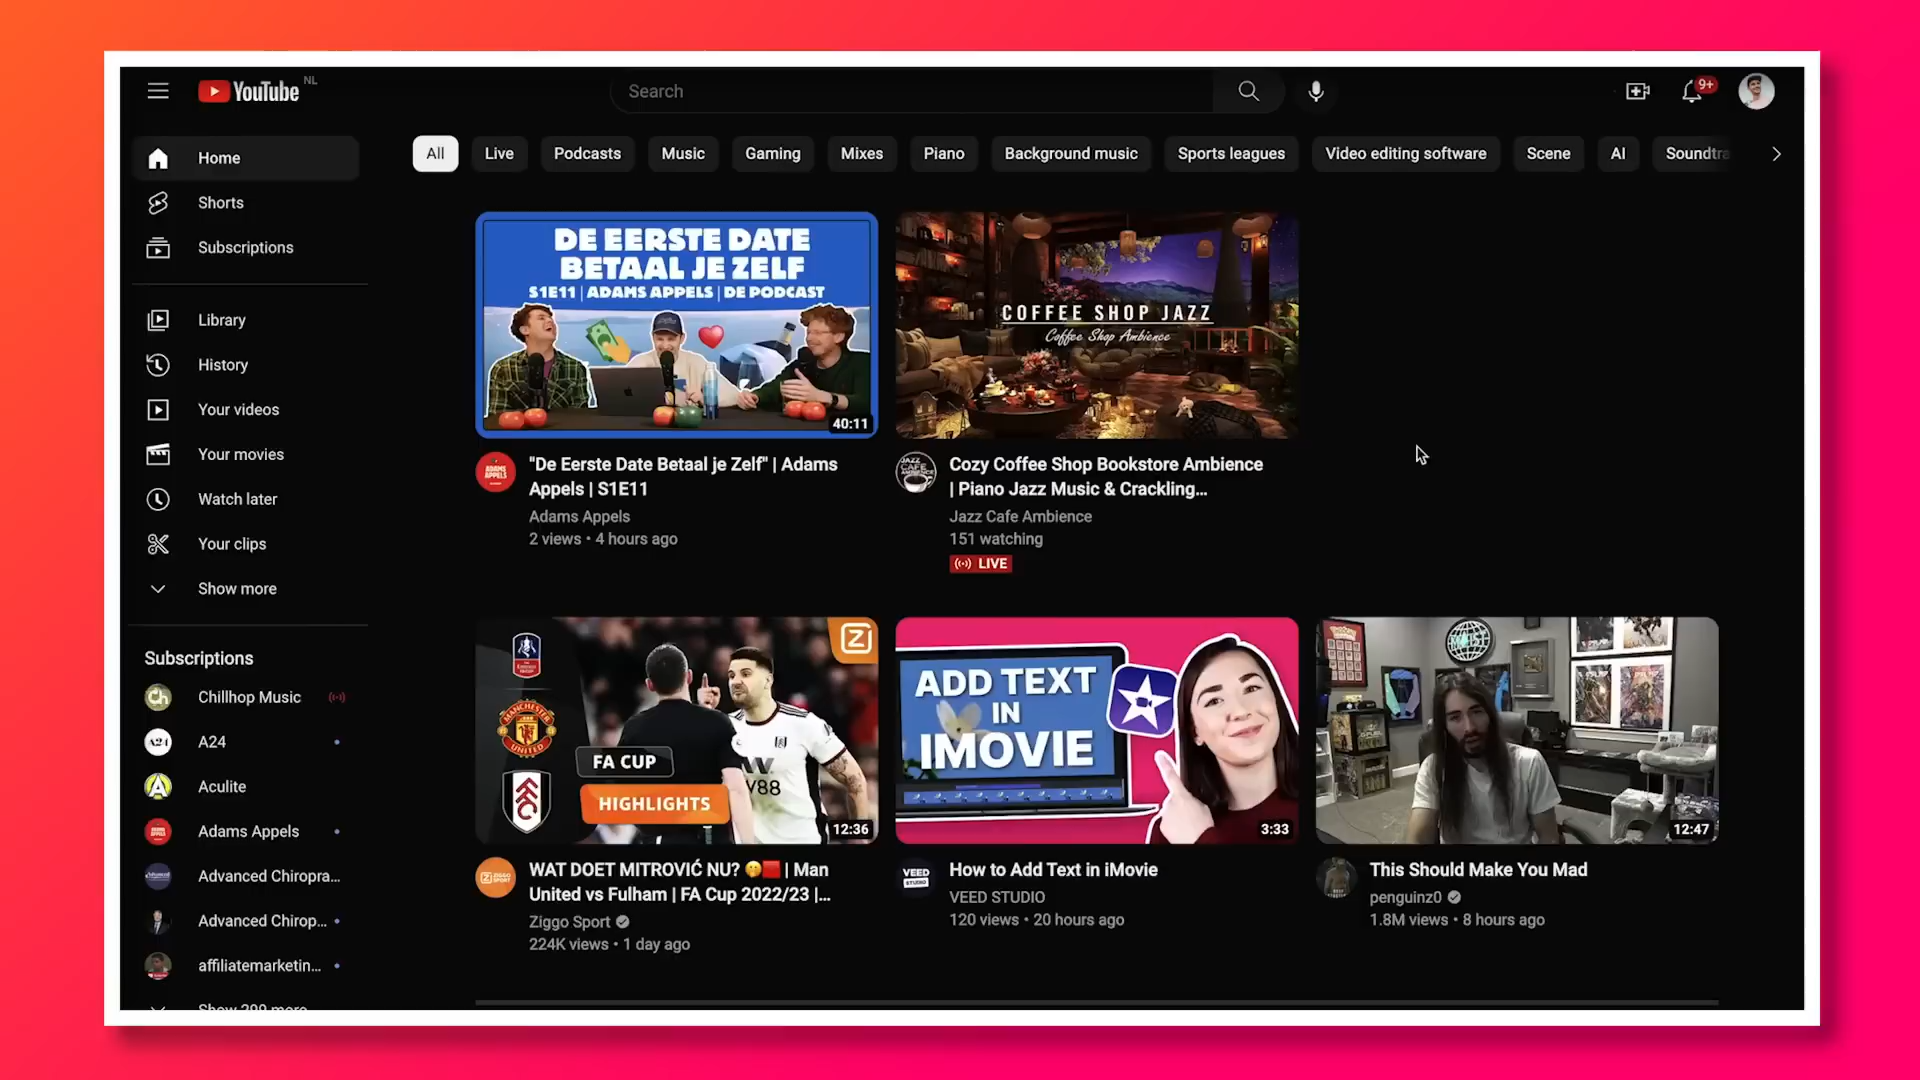 YouTube NL
Search
9+
Home
Shorts
Subscriptions
Library
History
Your videos
Your movies
Watch later
Your clips
Show more
Subscriptions
Chillhop Music
A24
Aculite
Adams Appels
Advanced Chiropra...
Advanced Chirop...
affiliatemarketin...
Show 299 more
All
Live
Podcasts
Music
Gaming
Mixes
Piano
Background music
Sports leagues
Video editing software
Scene
AI
Soundtra
DE EERSTE DATE
BETAAL JE ZELF
S1E11 | ADAMS APPELS | DE PODCAST
40:11
"De Eerste Date Betaal je Zelf" | Adams
Appels | S1E11
Adams Appels
2 views • 4 hours ago
COFFEE SHOP JAZZ
Coffee Shop Ambience
Cozy Coffee Shop Bookstore Ambience
| Piano Jazz Music & Crackling...
Jazz Cafe Ambience
151 watching
LIVE
MANCHESTER
UNITED
FA CUP
HIGHLIGHTS
12:36
WAT DOET MITROVIĆ NU? 🤭🟥 | Man
United vs Fulham | FA Cup 2022/23 |...
Ziggo Sport
224K views • 1 day ago
ADD TEXT
IN
IMOVIE
3:33
VEED
STUDIO
How to Add Text in iMovie
VEED STUDIO
120 views • 20 hours ago
12:47
This Should Make You Mad
penguinz0
1.8M views • 8 hours ago